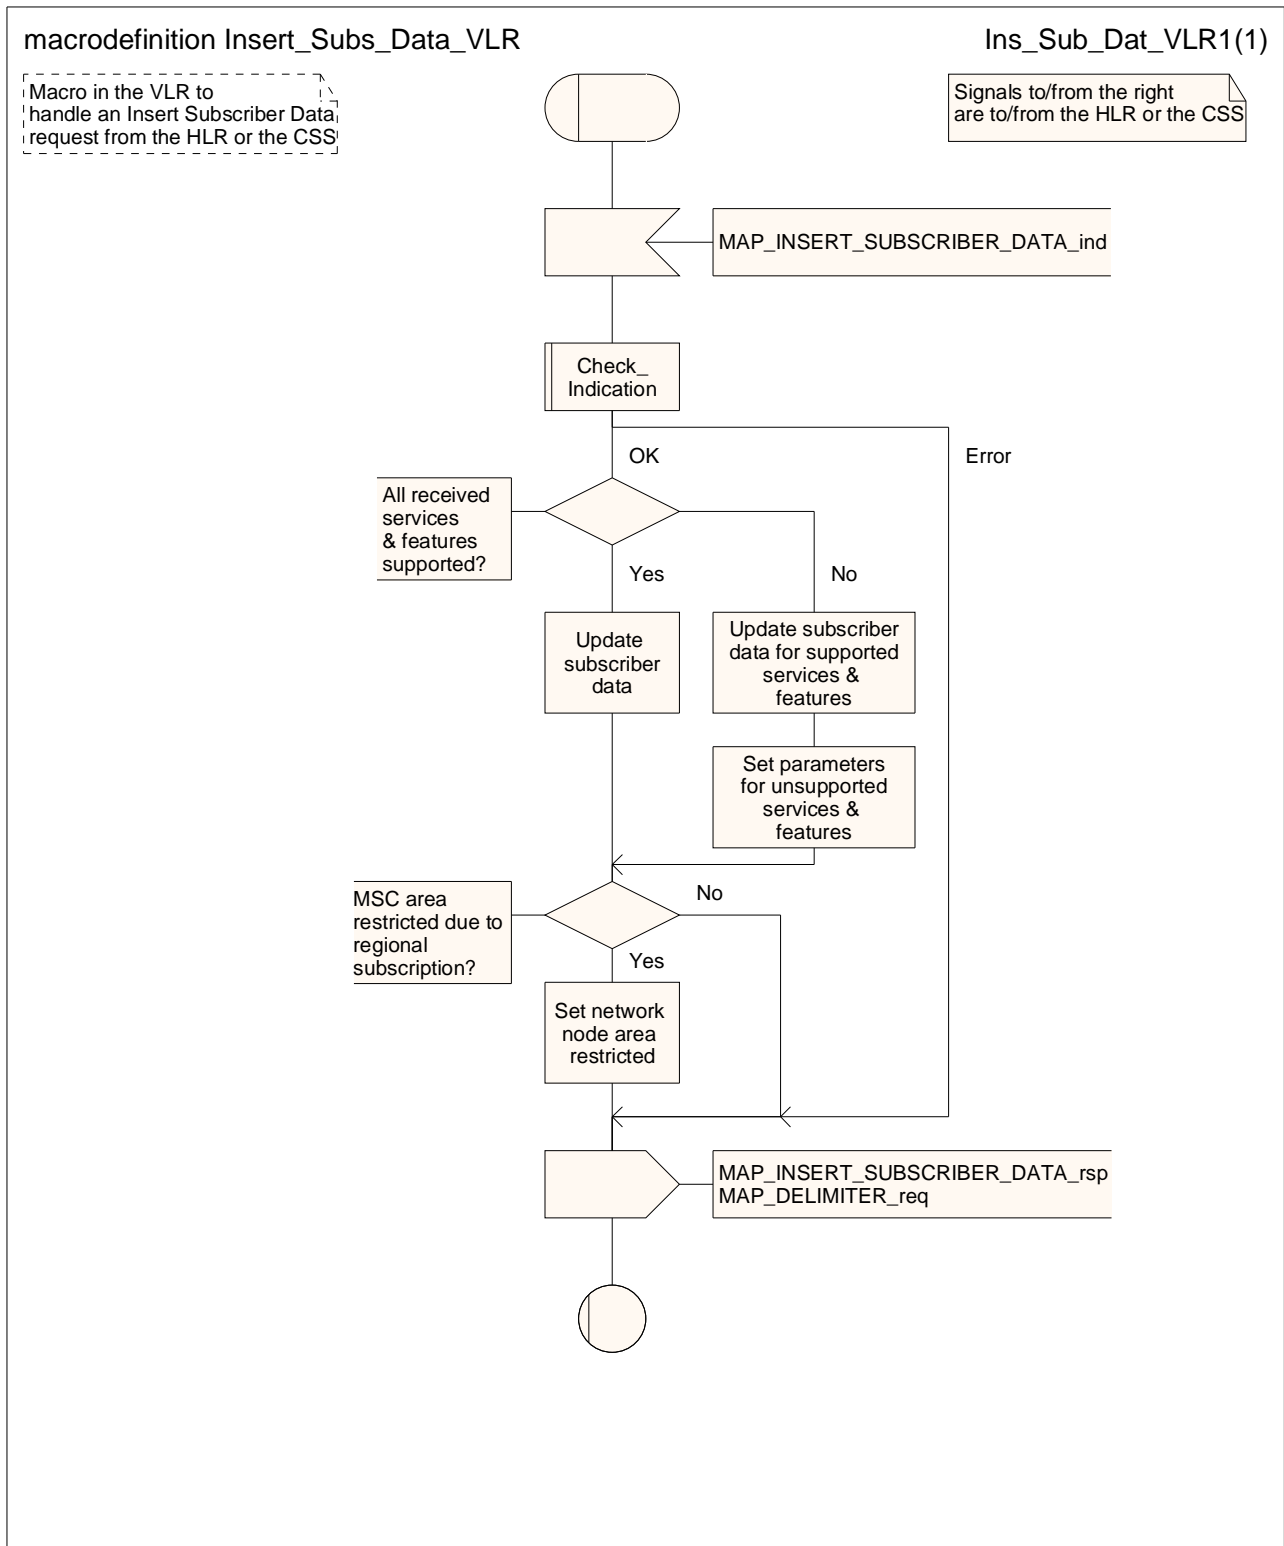 macrodefinition Insert_Subs_Data_VLR
Ins_Sub_Dat_VLR1(1)
Macro in the VLR to
handle an Insert Subscriber Data
request from the HLR or the CSS
Signals to/from the right
are to/from the HLR or the CSS
MAP_INSERT_SUBSCRIBER_DATA_ind
Check_
Indication
OK
Error
All received
services
& features
supported?
Yes
No
Update
subscriber
data
Update subscriber
data for supported
services &
features
Set parameters
for unsupported
services &
features
MSC area
restricted due to
regional
subscription?
No
Yes
Set network
node area
restricted
MAP_INSERT_SUBSCRIBER_DATA_rsp
MAP_DELIMITER_req